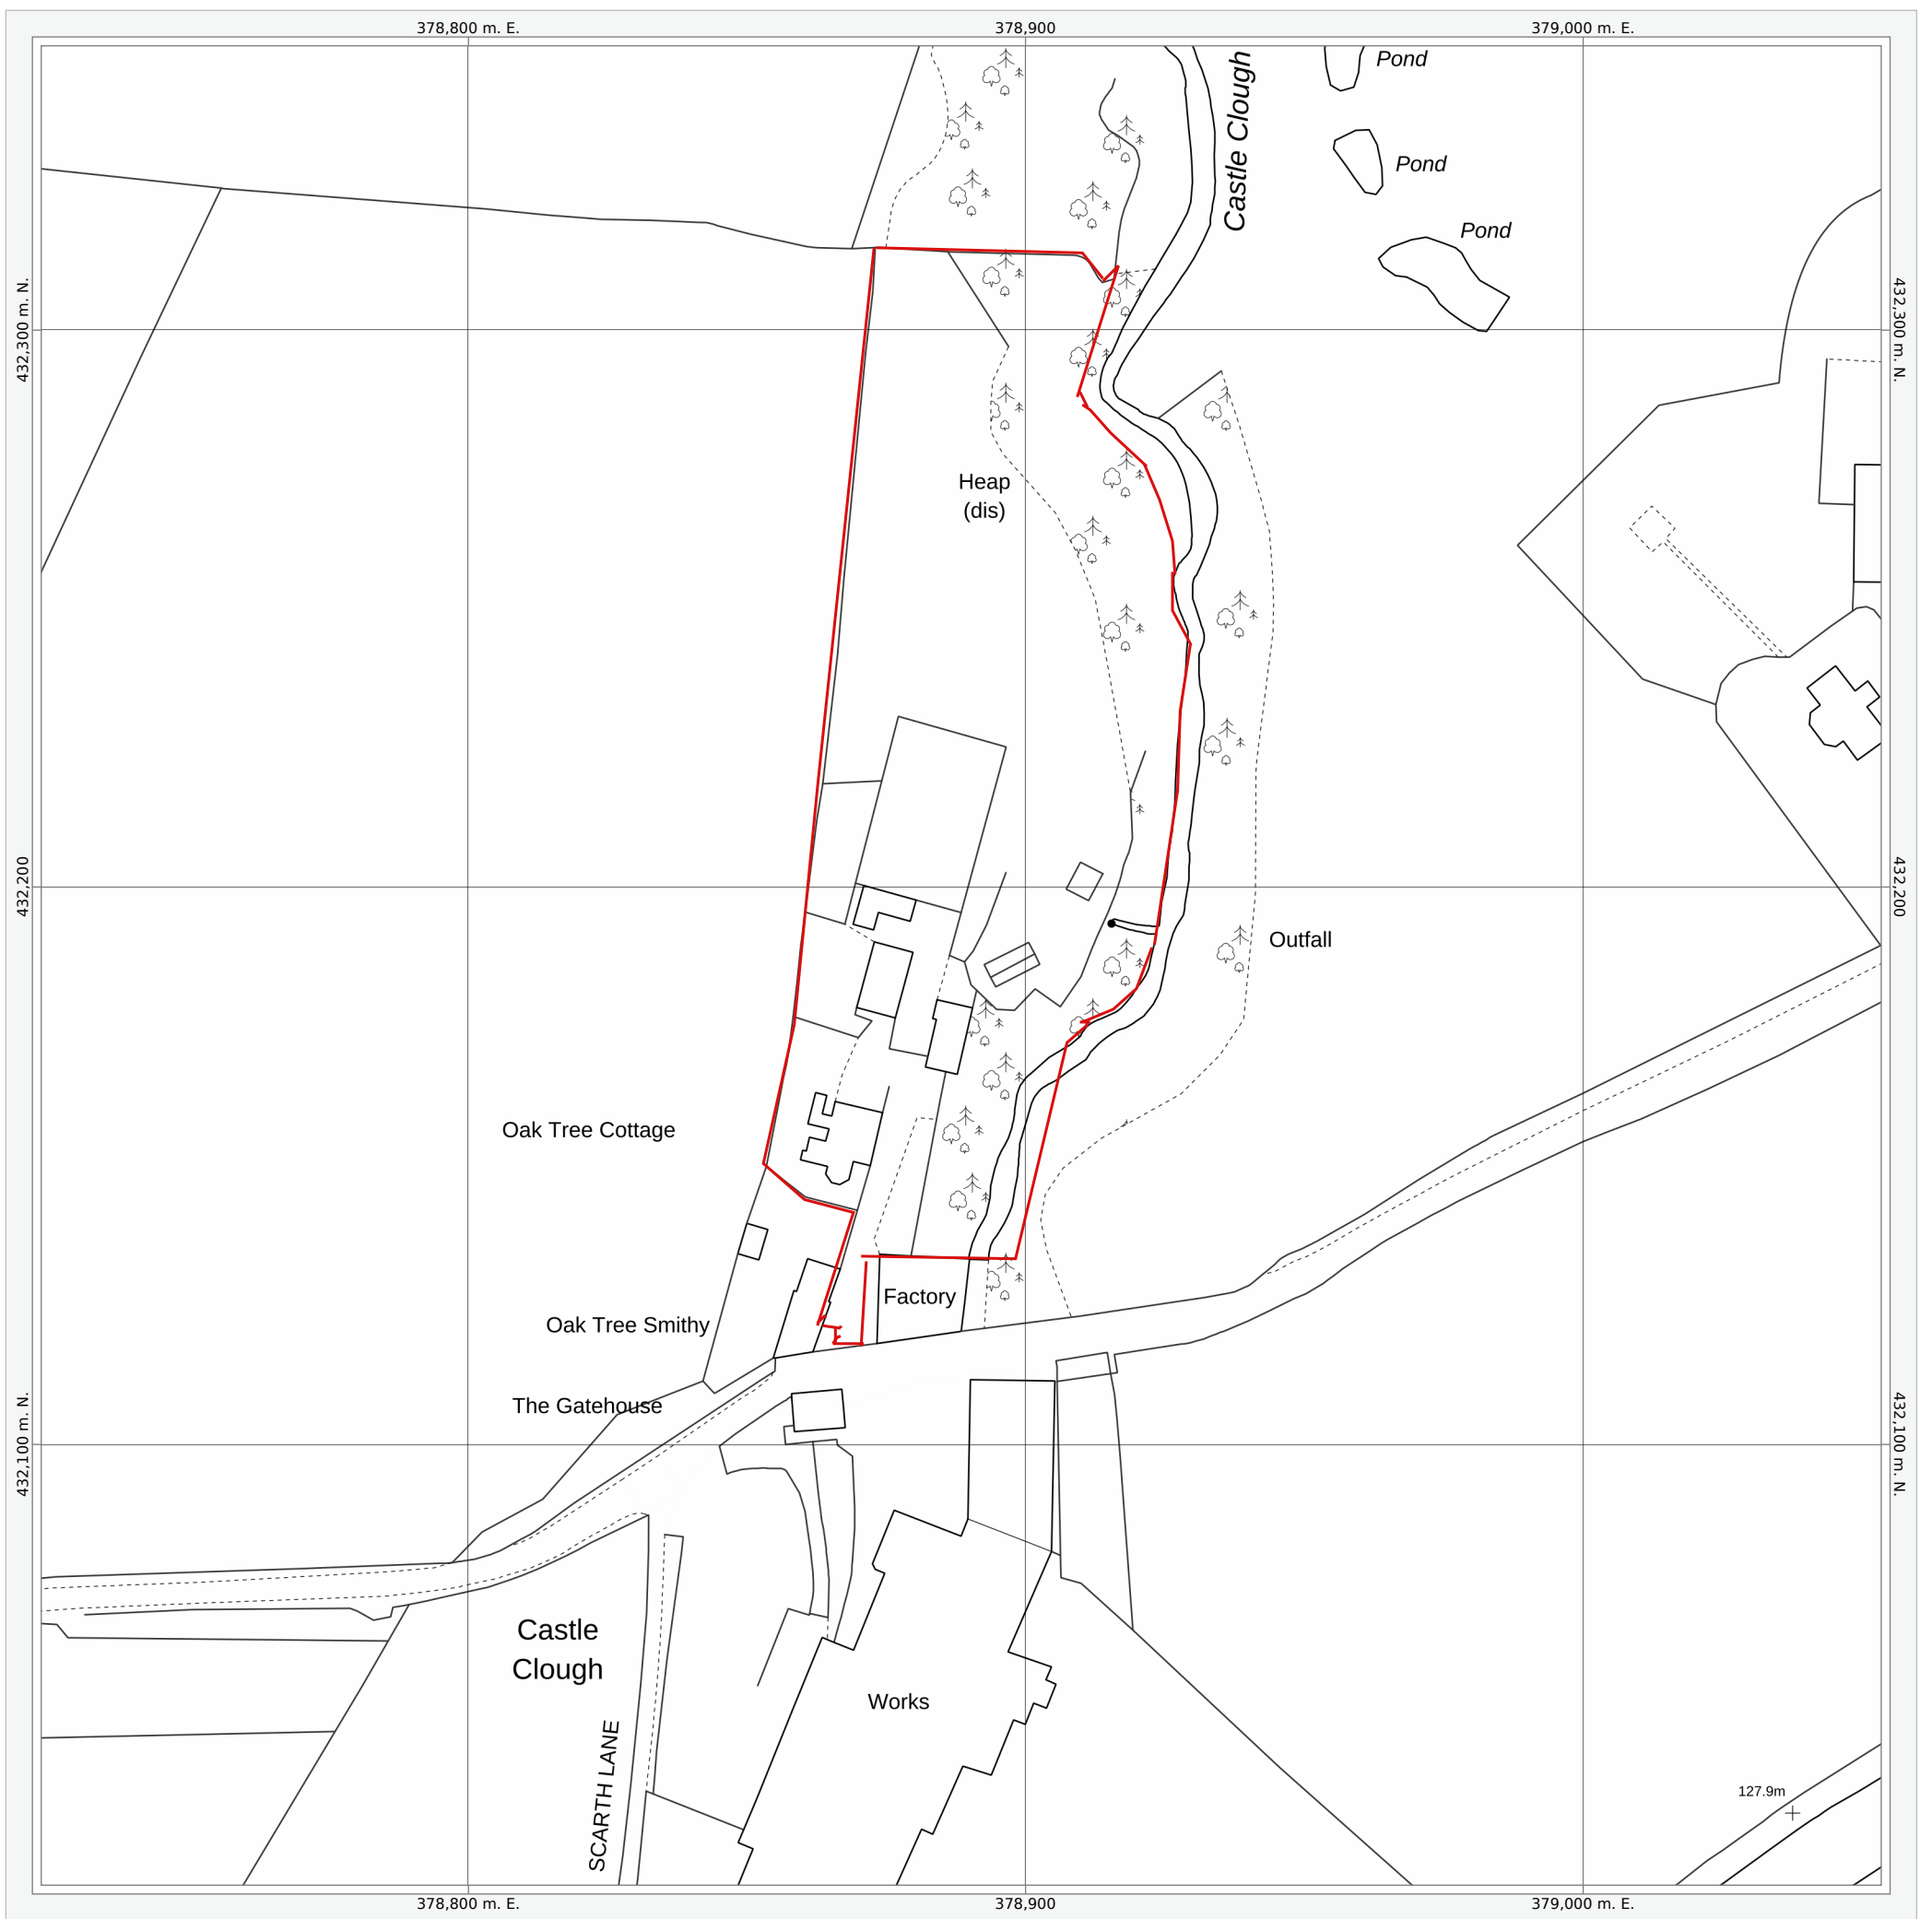 378,800 m. E.
378,900
379,000 m. E.
Castle Clough
Pond
Pond
Pond
432,300 m. N.
432,300 m. N.
Heap
(dis)
432,200
432,200
Outfall
Oak Tree Cottage
Factory
Oak Tree Smithy
The Gatehouse
432,100 m. N.
432,100 m. N.
Castle
Clough
Works
SCARTH LANE
127.9m
378,800 m. E.
378,900
379,000 m. E.